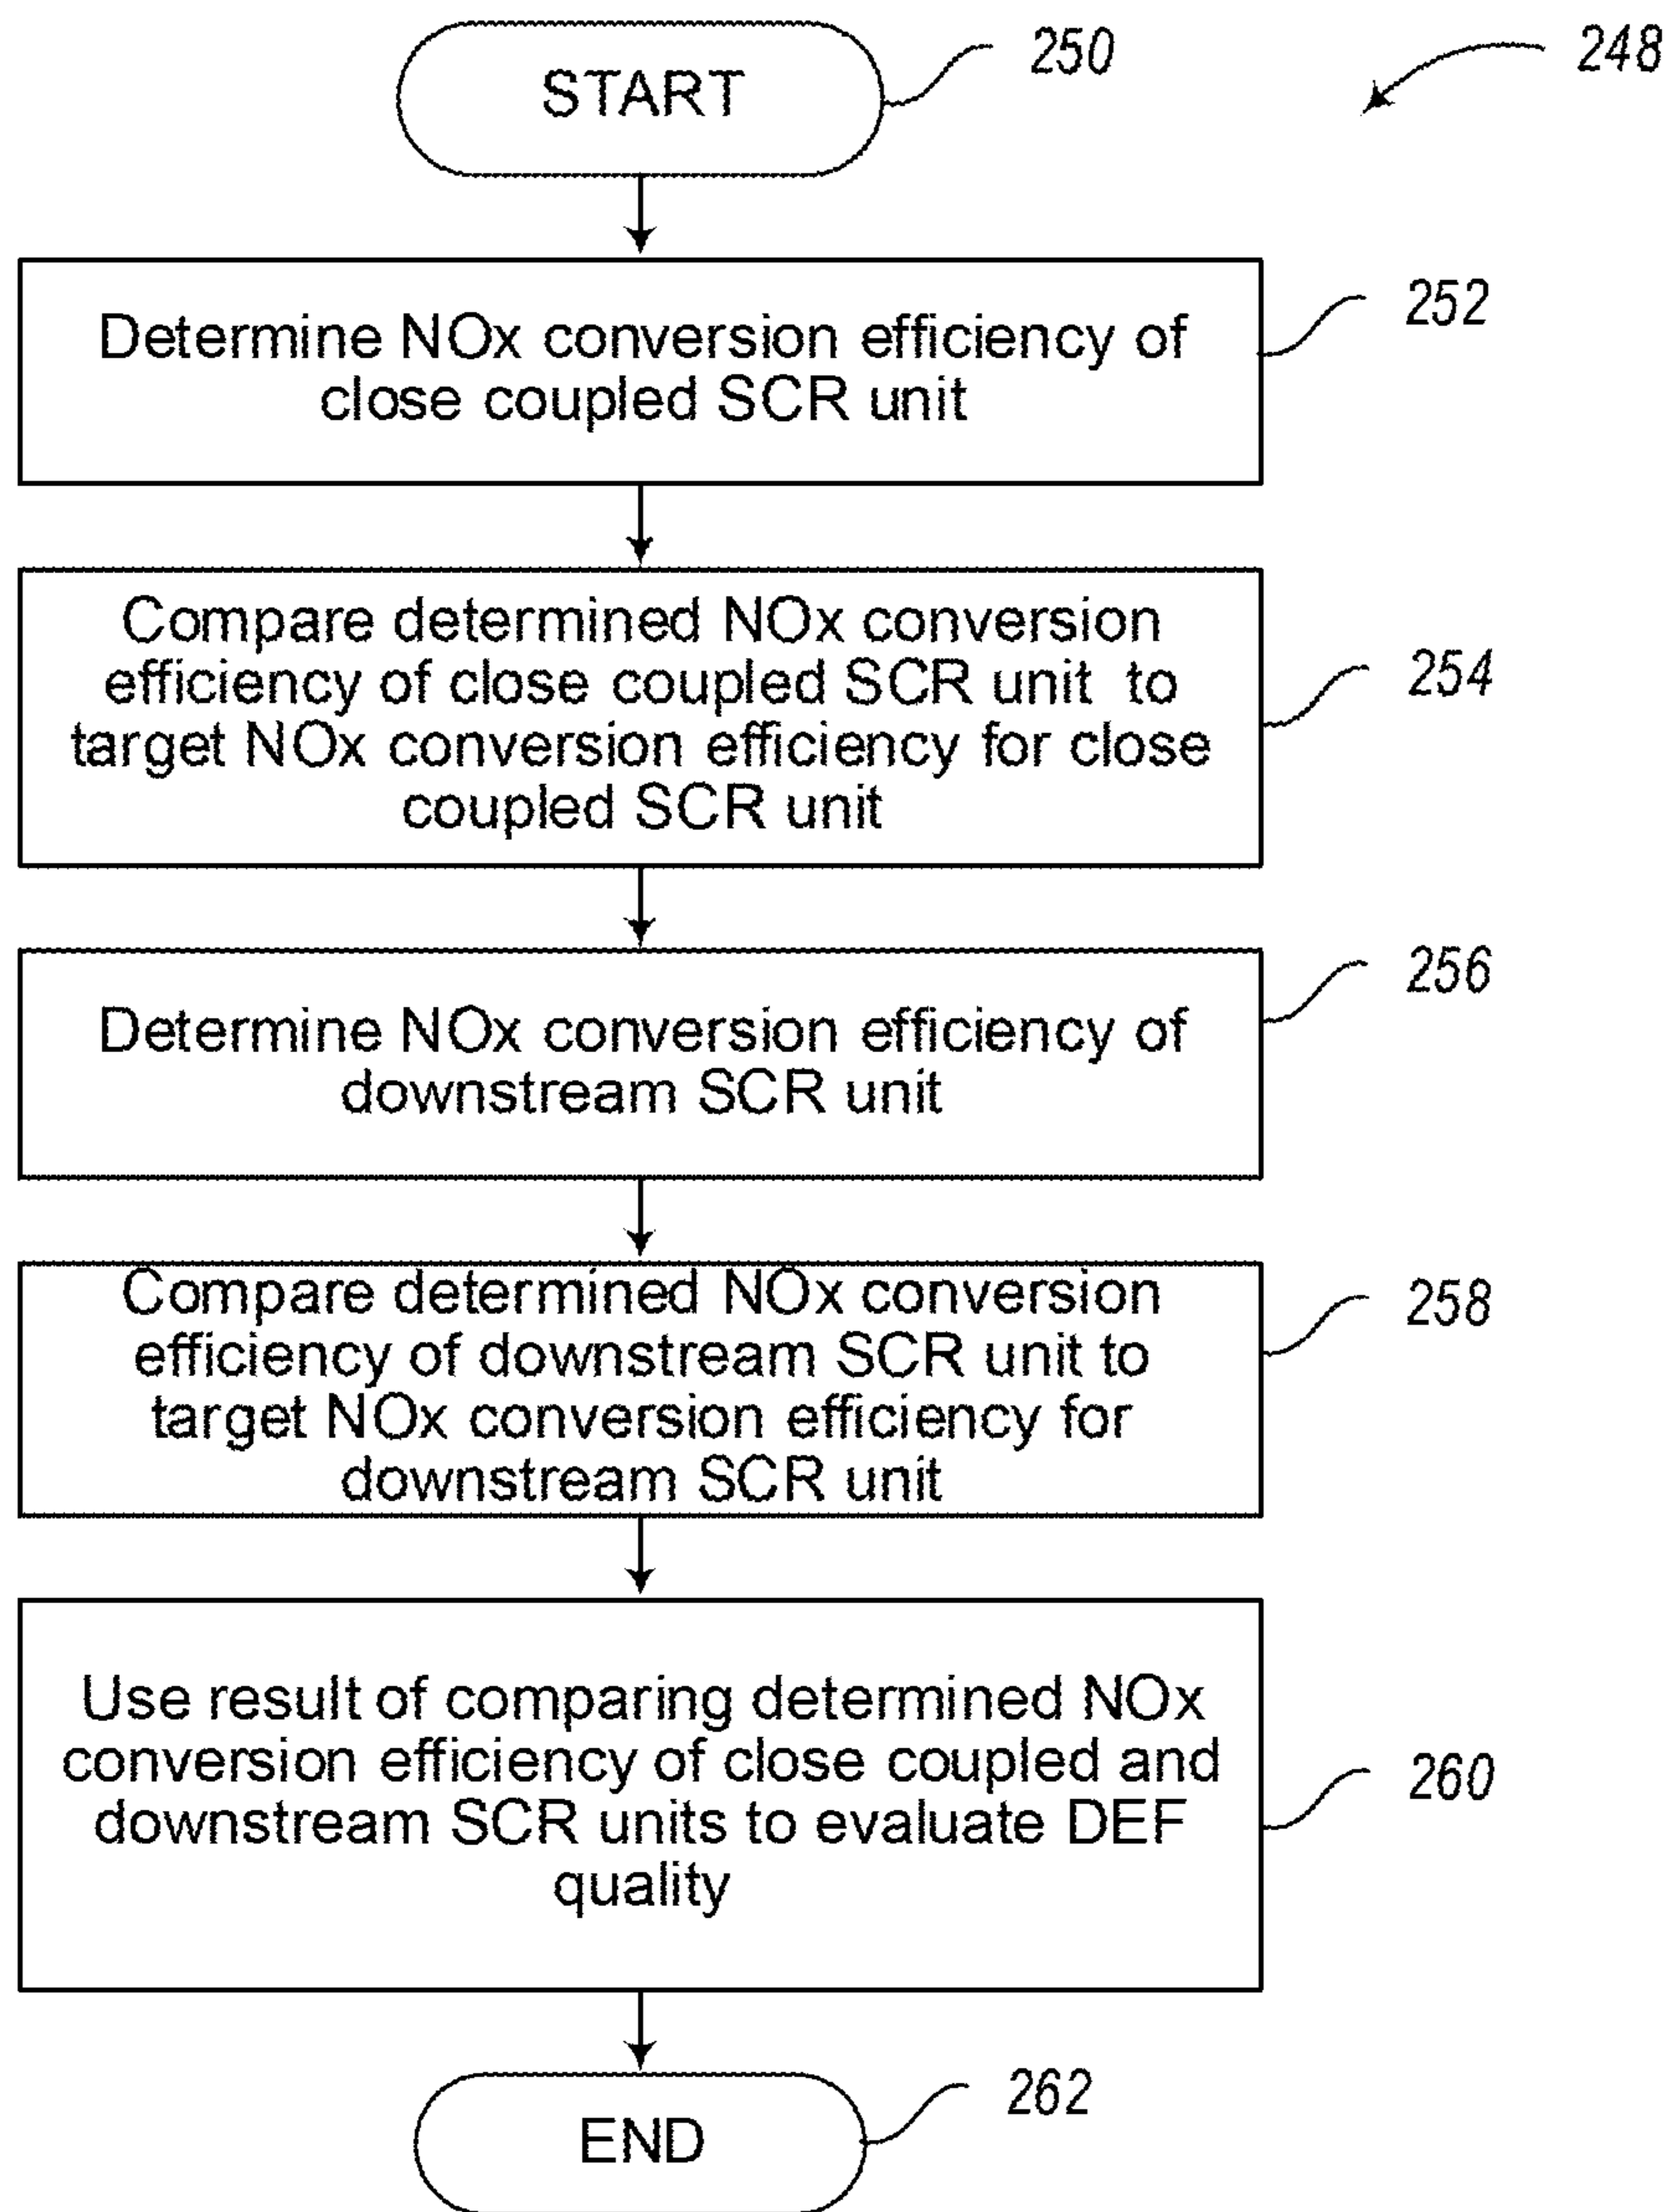 START
250
248
Determine NOx conversion efficiency of
close coupled SCR unit
252
Compare determined NOx conversion
efficiency of close coupled SCR unit to
target NOx conversion efficiency for close
coupled SCR unit
254
Determine NOx conversion efficiency of
downstream SCR unit
256
Compare determined NOx conversion
efficiency of downstream SCR unit to
target NOx conversion efficiency for
downstream SCR unit
258
Use result of comparing determined NOx
conversion efficiency of close coupled and
downstream SCR units to evaluate DEF
quality
260
END
262